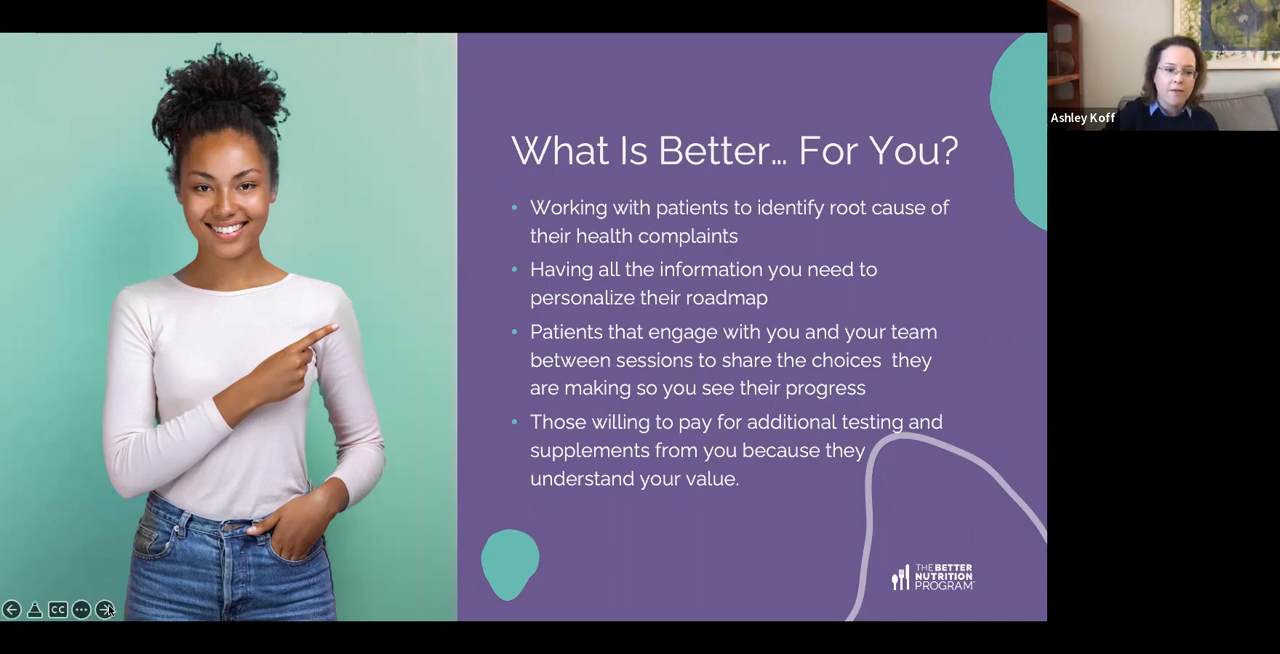 Ashley Koff
What Is Better... For You?
• Working with patients to identify root cause of
their health complaints
• Having all the information you need to
personalize their roadmap
• Patients that engage with you and your team
between sessions to share the choices they
are making so you see their progress
• Those willing to pay for additional testing and
supplements from you because they
understand your value.
THE BETTER
NUTRITION
PROGRAM
CC